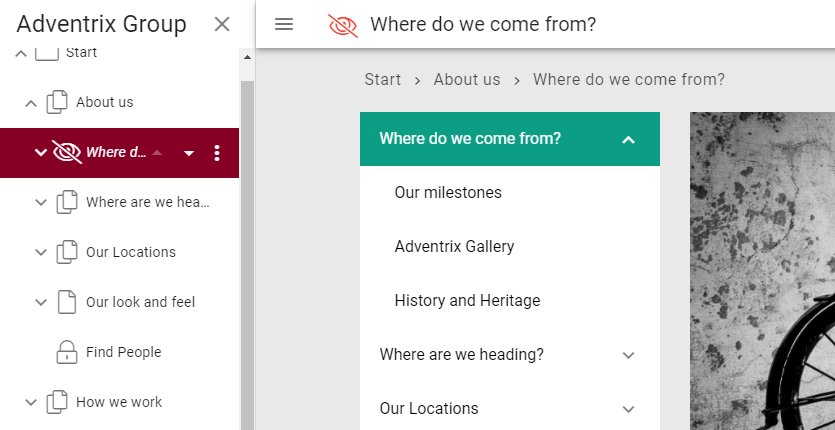 Adventrix Group
Start
About us
Where d...
Where are we hea...
Our Locations
Our look and feel
Find People
How we work
Where do we come from?
Start > About us > Where do we come from?
Where do we come from?
Our milestones
Adventrix Gallery
History and Heritage
Where are we heading?
Our Locations